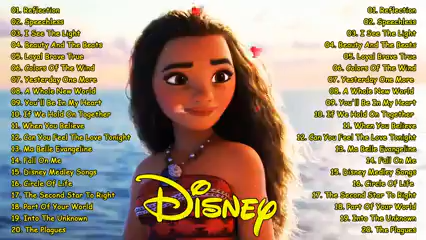 01. Reflection
02. Speechless
03. I See The Light
04. Beauty And The Beats
05. Loyal Brave True
06. Colors Of The Wind
07. Yesterday One More
08. A Whole New World
09. You'll Be In My Heart
10. If We Hold On Together
11. When You Believe
12. Can You Feel The Love Tonight
13. Ma Belle Evangeline
14. Fall On Me
15. Disney Medley Songs
16. Circle Of Life
17. The Second Star To Right
18. Part Of Your World
19. Into The Unknown
20. The Plagues
Disney
01. Reflection
02. Speechless
03. I See The Light
04. Beauty And The Beats
05. Loyal Brave True
06. Colors Of The Wind
07. Yesterday One More
08. A Whole New World
09. You'll Be In My Heart
10. If We Hold On Together
11. When You Believe
12. Can You Feel The Love Tonight
13. Ma Belle Evangeline
14. Fall On Me
15. Disney Medley Songs
16. Circle Of Life
17. The Second Star To Right
18. Part Of Your World
19. Into The Unknown
20. The Plagues